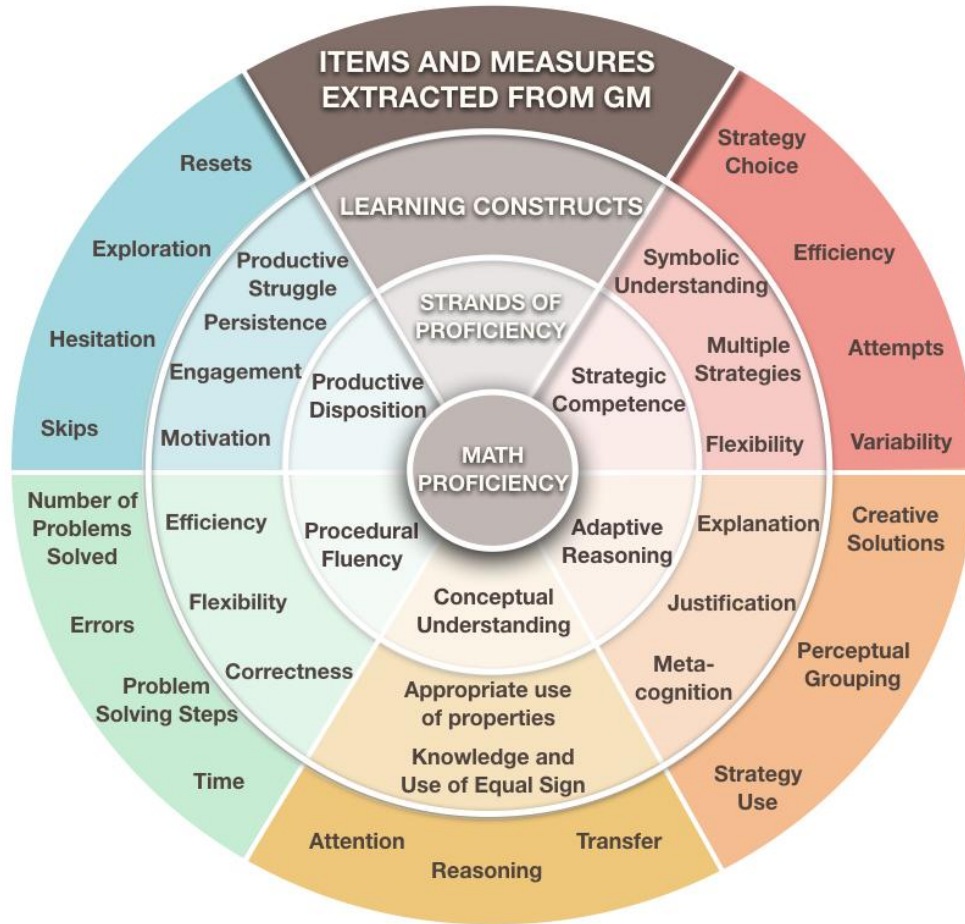 ITEMS AND MEASURES
EXTRACTED FROM GM
LEARNING CONSTRUCTS
STRANDS OF
PROFICIENCY
MATH
PROFICIENCY
Strategy
Choice
Efficiency
Attempts
Variability
Symbolic
Understanding
Multiple
Strategies
Flexibility
Strategic
Competence
Creative
Solutions
Perceptual
Grouping
Strategy
Use
Explanation
Justification
Meta-
cognition
Adaptive
Reasoning
Conceptual
Understanding
Appropriate use
of properties
Knowledge and
Use of Equal Sign
Attention
Reasoning
Transfer
Procedural
Fluency
Efficiency
Flexibility
Correctness
Number of
Problems
Solved
Errors
Problem
Solving Steps
Time
Productive
Disposition
Productive
Struggle
Persistence
Engagement
Motivation
Resets
Exploration
Hesitation
Skips